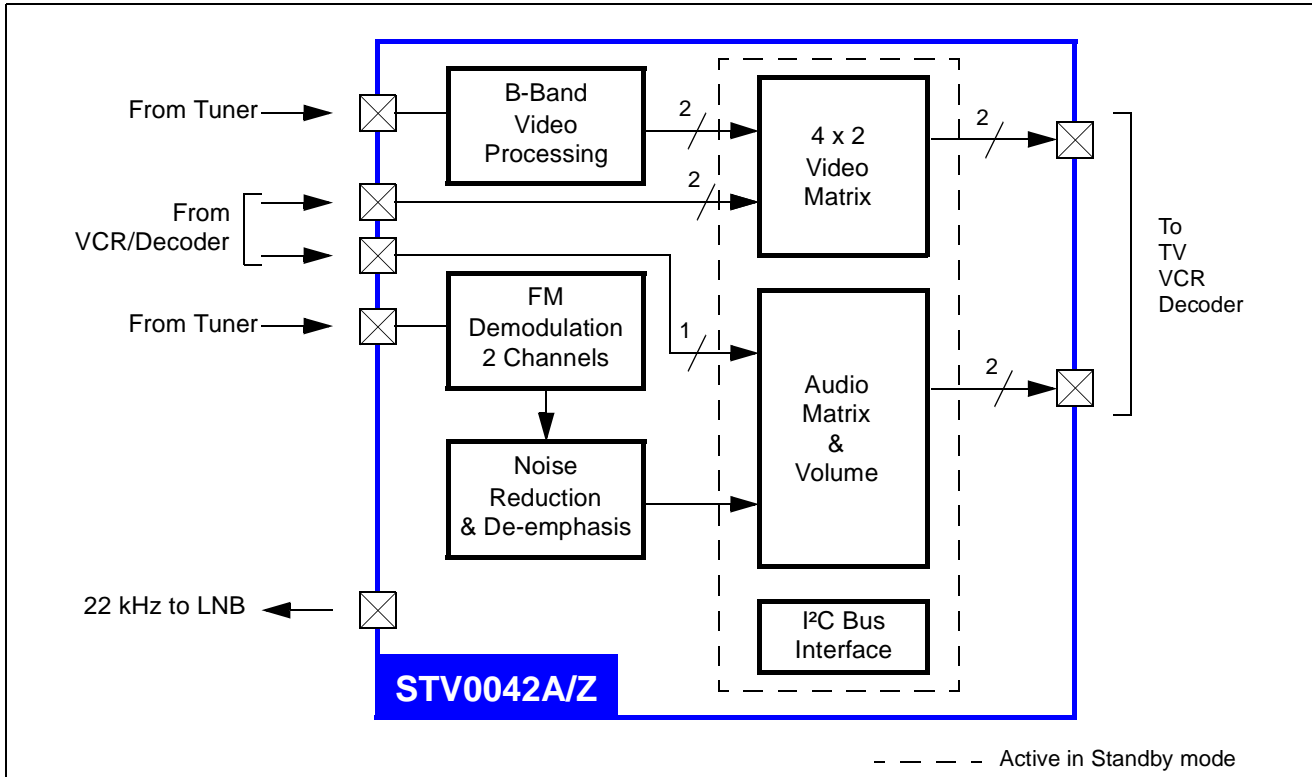 From Tuner
B-Band
Video
Processing
2
4 x 2
Video
Matrix
2
2
From
VCR/Decoder
To
TV
VCR
Decoder
From Tuner
FM
Demodulation
2 Channels
1
Audio
Matrix
&
Volume
2
Noise
Reduction
& De-emphasis
22 kHz to LNB
I²C Bus
Interface
STV0042A/Z
Active in Standby mode